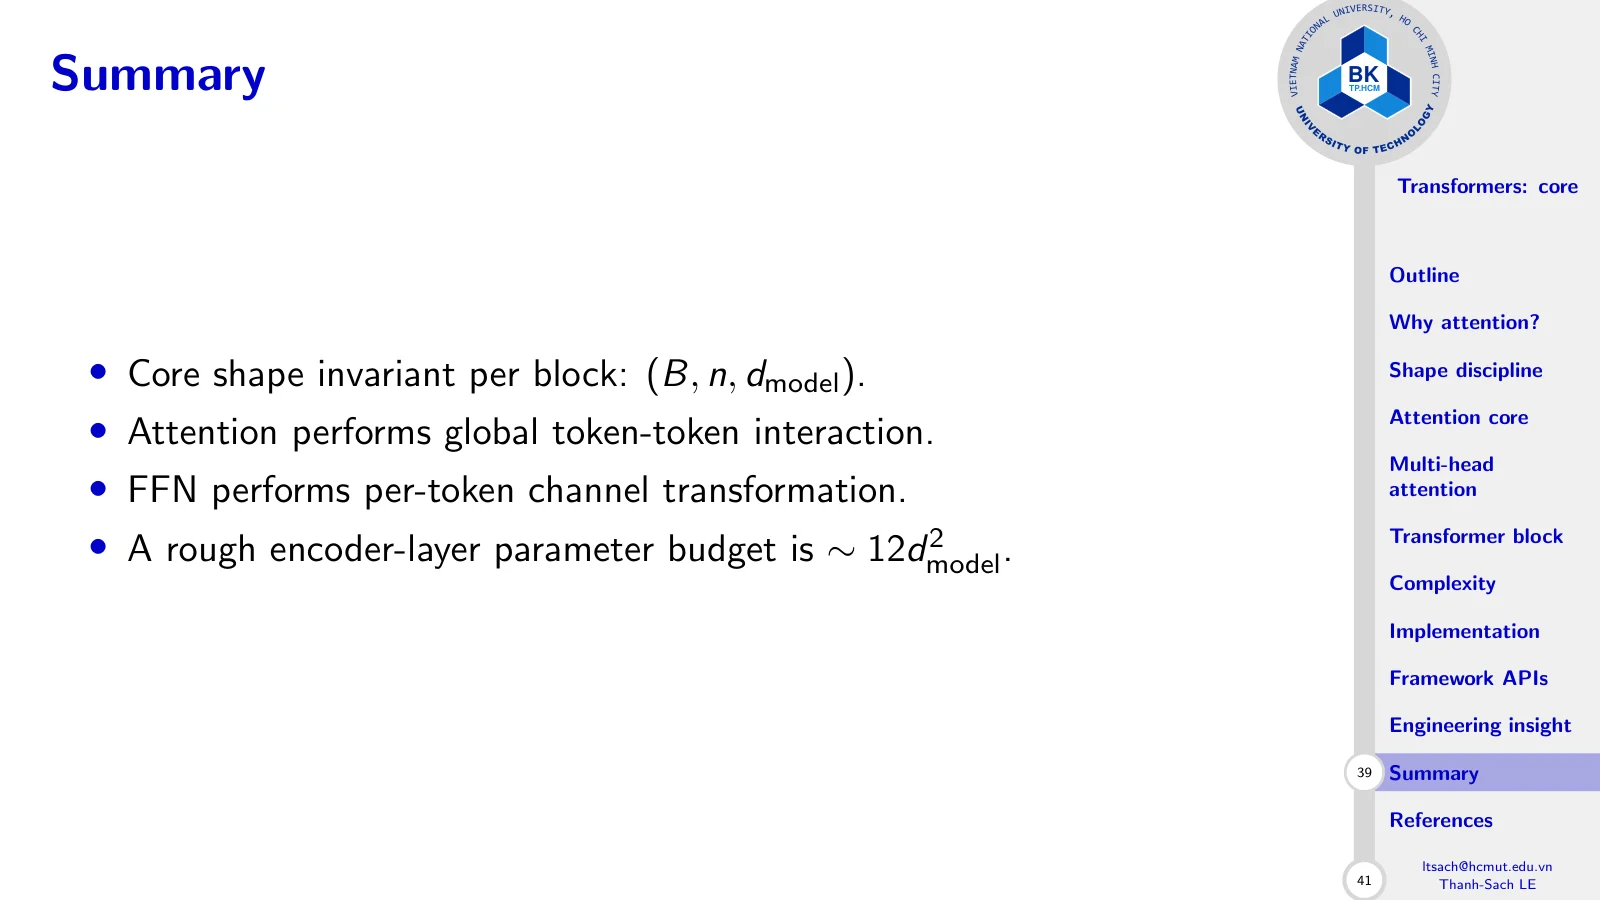 Summary
• Core shape invariant per block: (B, n, d_model).
• Attention performs global token-token interaction.
• FFN performs per-token channel transformation.
• A rough encoder-layer parameter budget is ∼ 12d²_model.
VIETNAM NATIONAL UNIVERSITY, HO CHI MINH CITY
BK
TP.HCM
UNIVERSITY OF TECHNOLOGY
Transformers: core
Outline
Why attention?
Shape discipline
Attention core
Multi-head
attention
Transformer block
Complexity
Implementation
Framework APIs
Engineering insight
39 Summary
References
ltsach@hcmut.edu.vn
Thanh-Sach LE
41